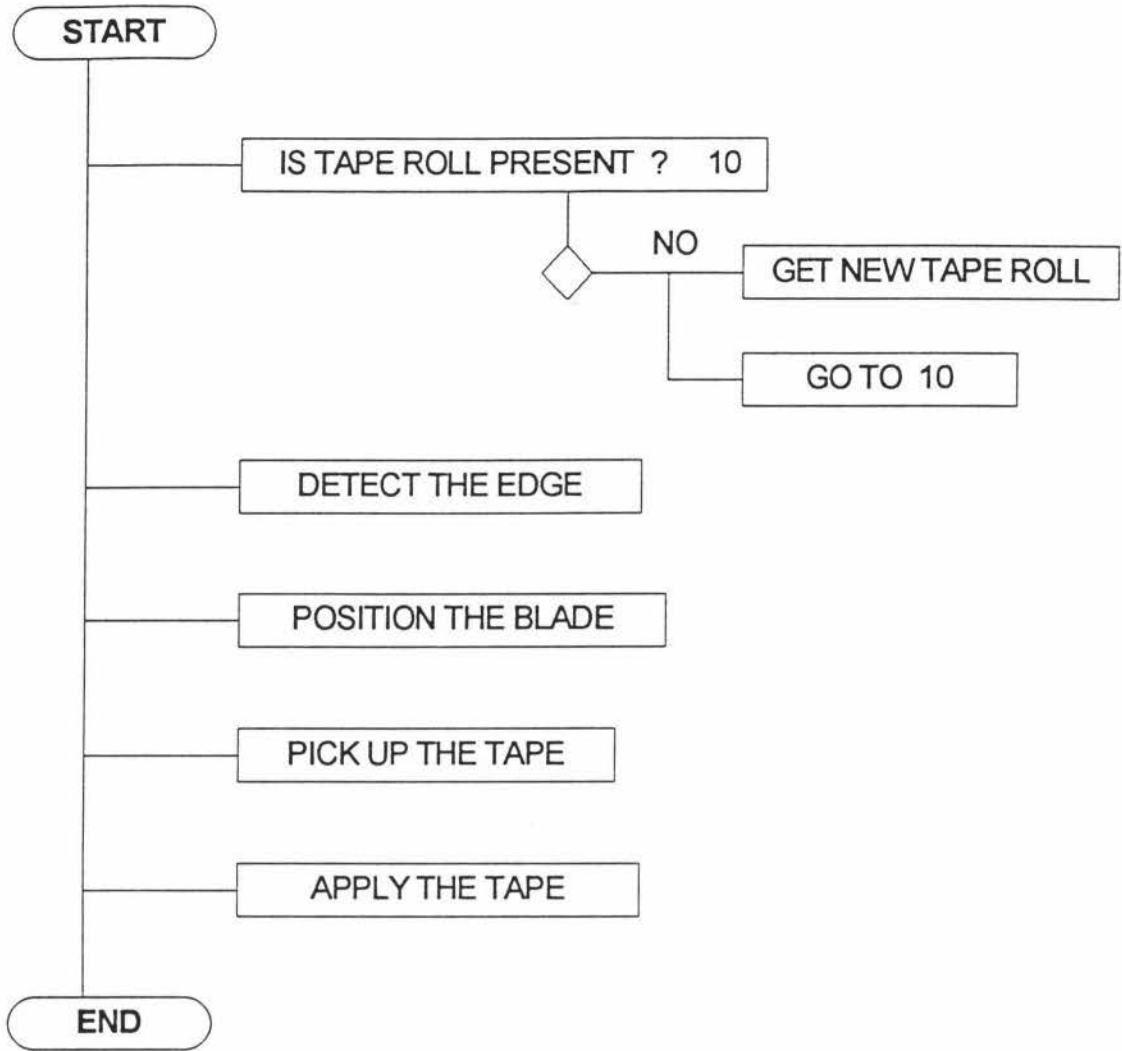 START
IS TAPE ROLL PRESENT ? 10
NO
GET NEW TAPE ROLL
GO TO 10
DETECT THE EDGE
POSITION THE BLADE
PICK UP THE TAPE
APPLY THE TAPE
END